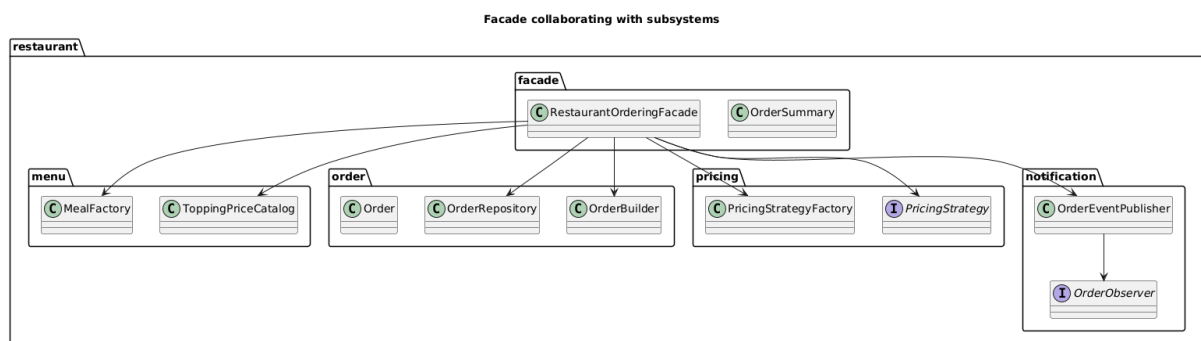 Facade collaborating with subsystems
restaurant
facade
C RestaurantOrderingFacade
C OrderSummary
menu
C MealFactory
C ToppingPriceCatalog
order
C Order
C OrderRepository
C OrderBuilder
pricing
C PricingStrategyFactory
I PricingStrategy
notification
C OrderEventPublisher
I OrderObserver